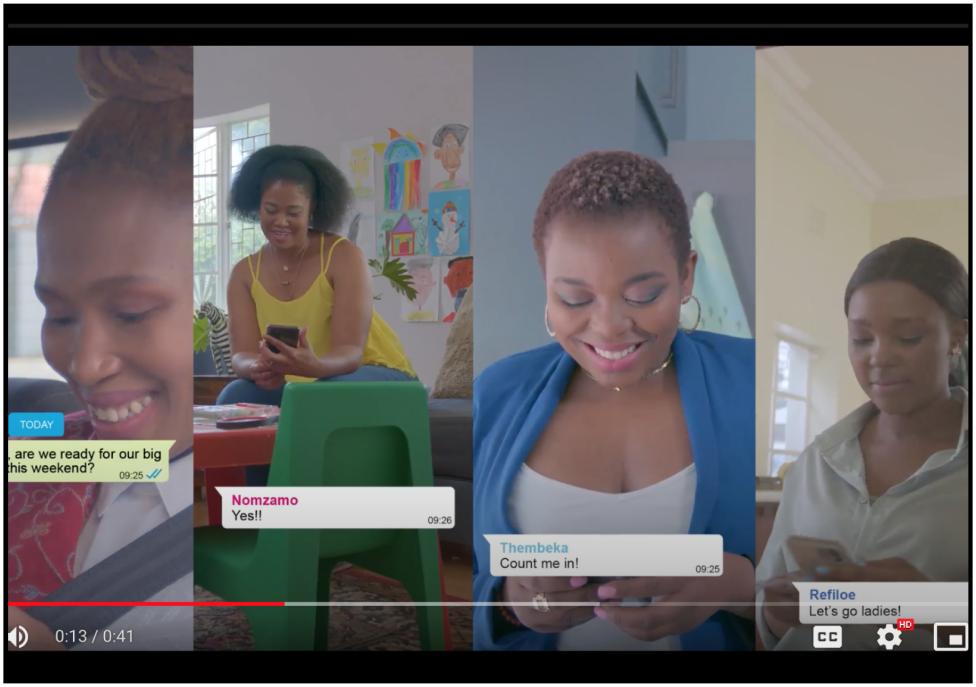 TODAY
, are we ready for our big
this weekend? 09:25
Nomzamo
Yes!!
09:26
Thembeka
Count me in!
09:25
Refiloe
Let's go ladies!
0:13 / 0:41
CC
HD